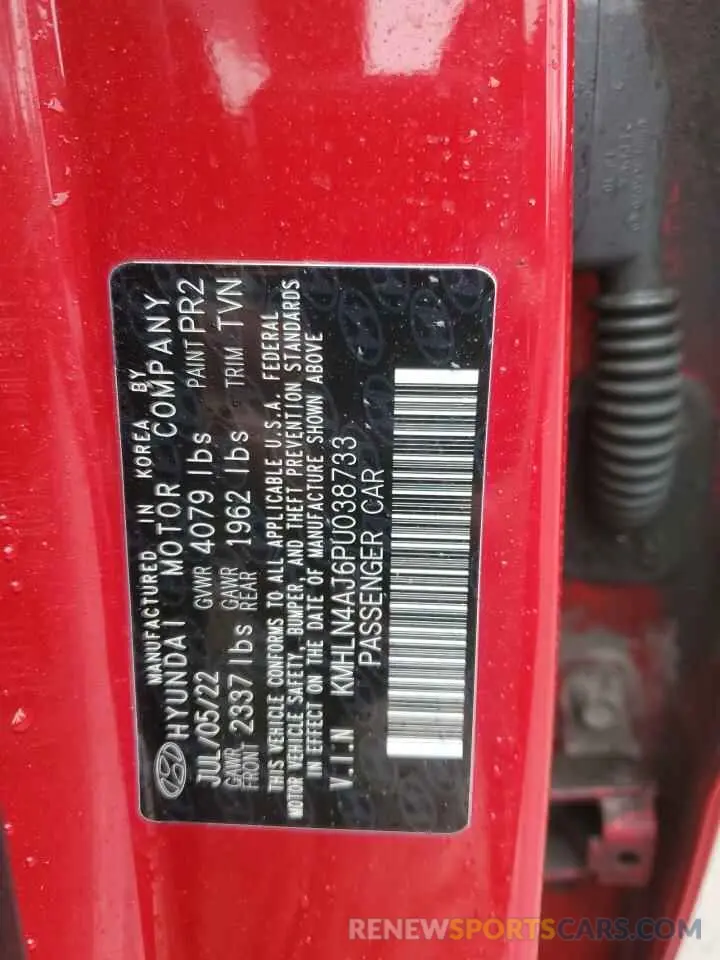 MANUFACTURED IN KOREA BY
HYUNDAI MOTOR COMPANY
JUL/05/22 GVWR 4079 lbs PAINT PR2
GAWR FRONT 2337 lbs GAWR REAR 1962 lbs TRIM TVN
THIS VEHICLE CONFORMS TO ALL APPLICABLE U.S.A. FEDERAL
MOTOR VEHICLE SAFETY, BUMPER, AND THEFT PREVENTION STANDARDS
IN EFFECT ON THE DATE OF MANUFACTURE SHOWN ABOVE
V.I.N KMHLN4AJ6PU038733
PASSENGER CAR
RENEWSPORTSCARS.COM